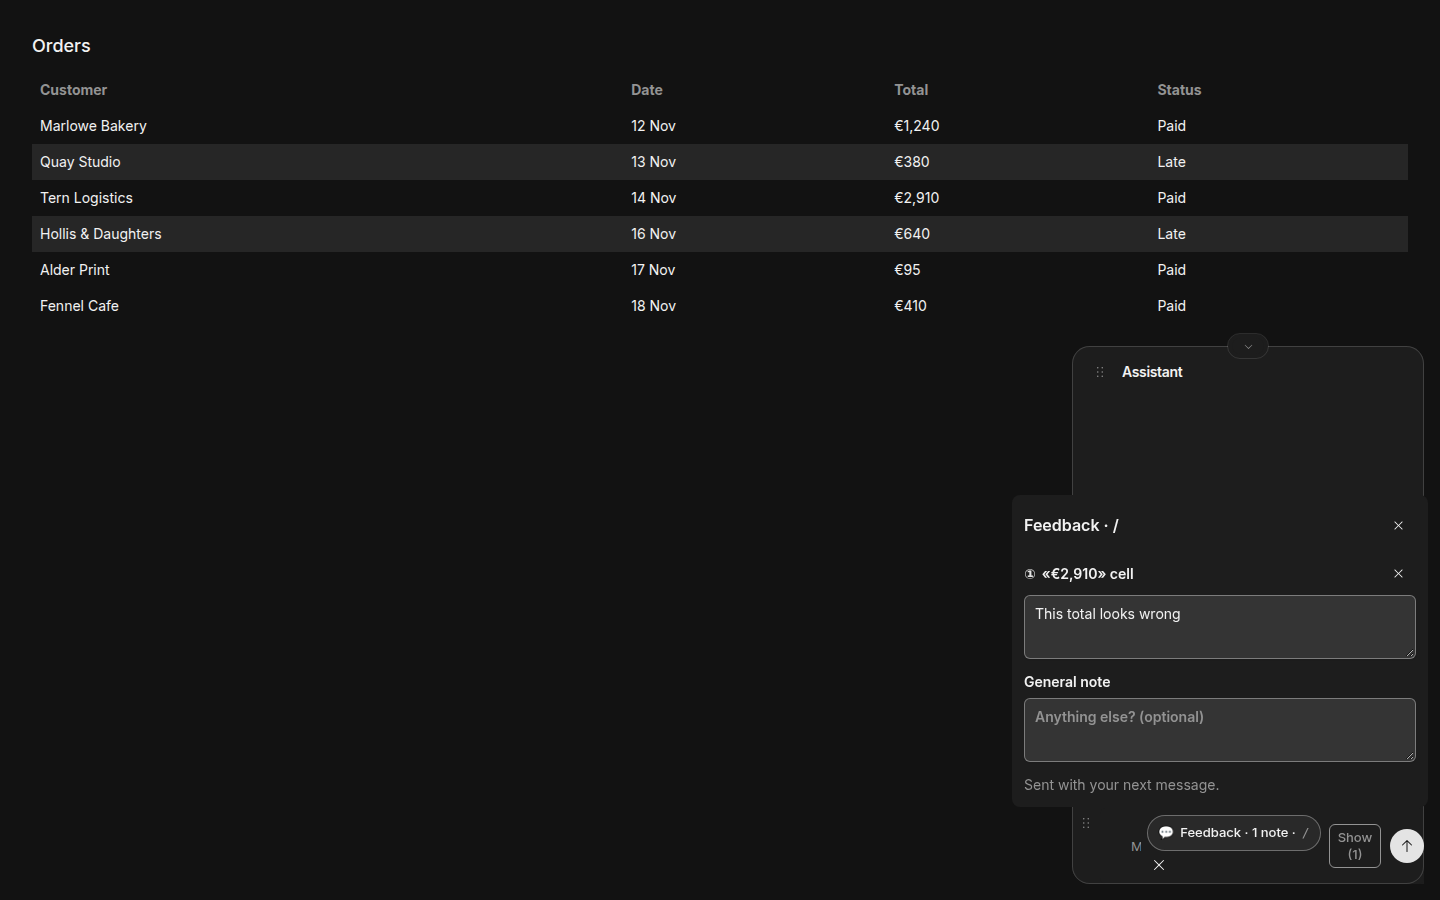 Orders
Customer Date Total Status
Marlowe Bakery 12 Nov €1,240 Paid
Quay Studio 13 Nov €380 Late
Tern Logistics 14 Nov €2,910 Paid
Hollis & Daughters 16 Nov €640 Late
Alder Print 17 Nov €95 Paid
Fennel Cafe 18 Nov €410 Paid
Assistant
Feedback · /
① «€2,910» cell
This total looks wrong
General note
Anything else? (optional)
Sent with your next message.
M
Feedback · 1 note · /
Show
(1)